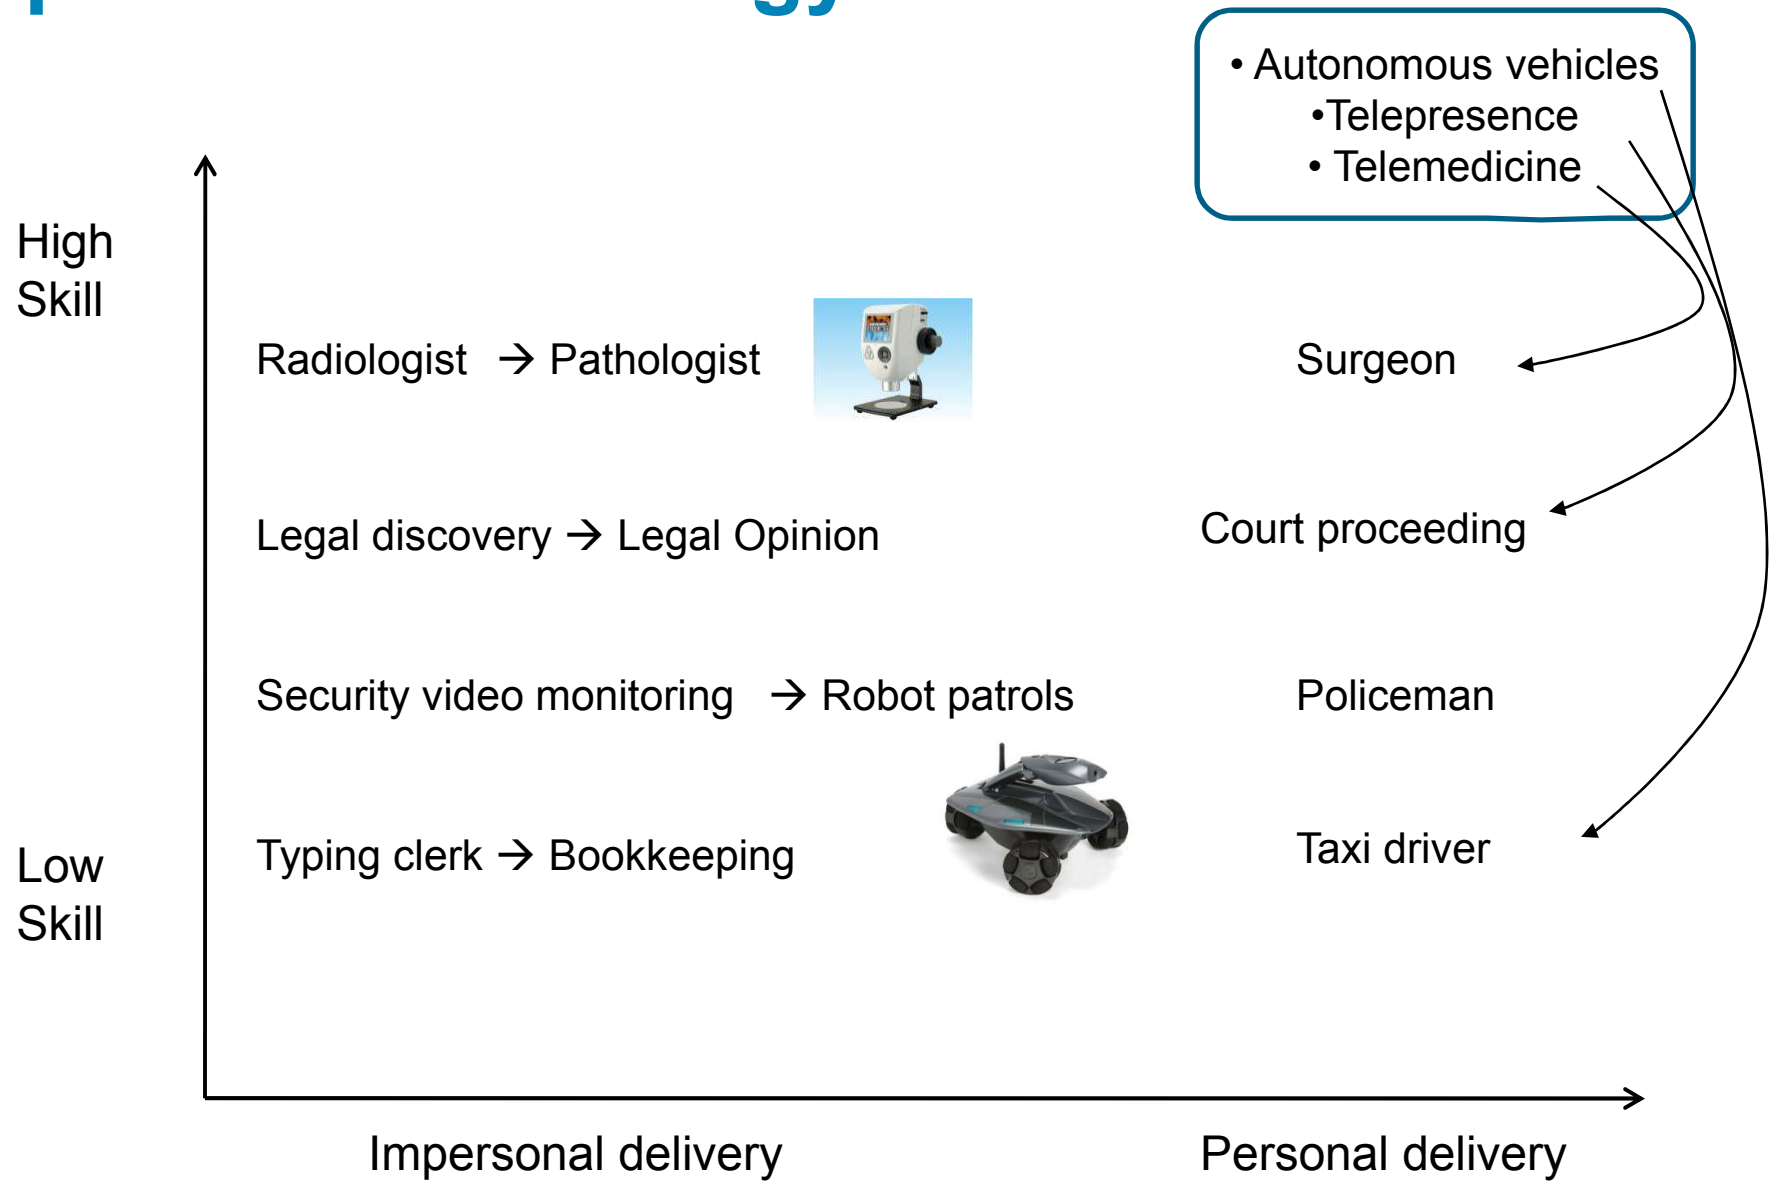 • Autonomous vehicles
•Telepresence
• Telemedicine
High
Skill
Radiologist → Pathologist
Surgeon
Legal discovery → Legal Opinion
Court proceeding
Security video monitoring → Robot patrols
Policeman
Typing clerk → Bookkeeping
Taxi driver
Low
Skill
Impersonal delivery
Personal delivery